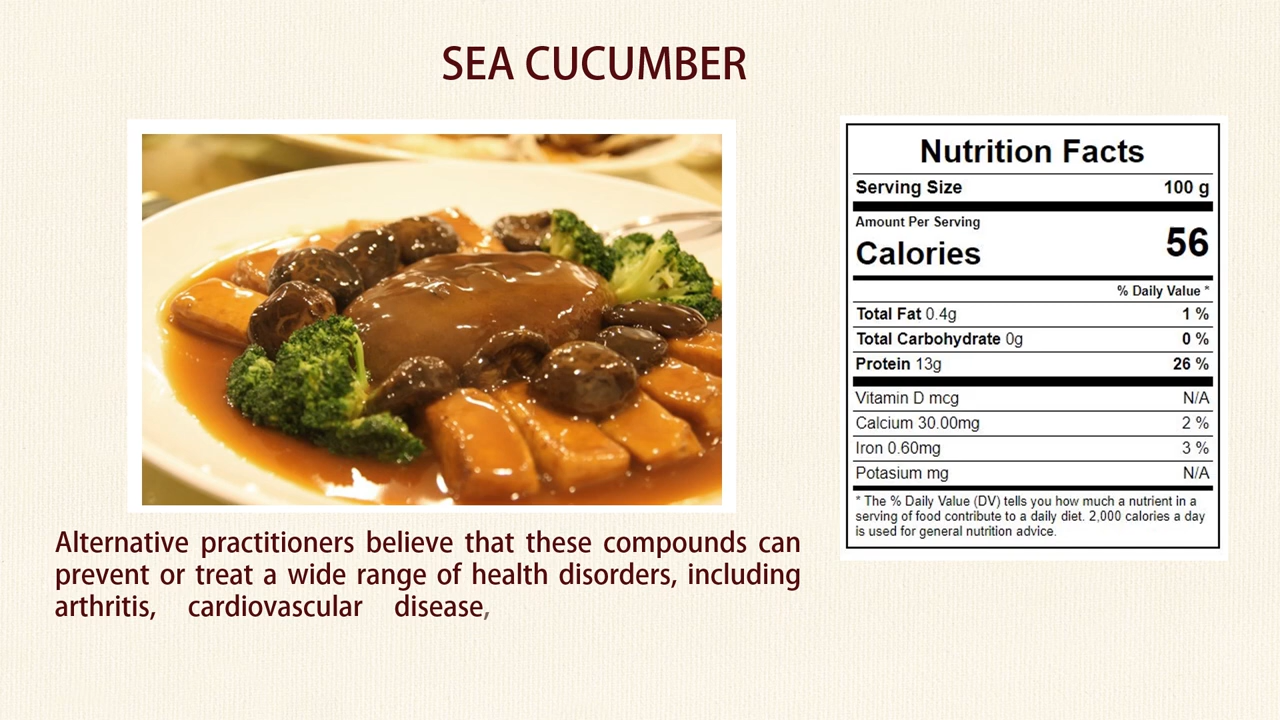 SEA CUCUMBER
Nutrition Facts
Serving Size 100 g
Amount Per Serving
Calories 56
% Daily Value *
Total Fat 0.4g 1 %
Total Carbohydrate 0g 0 %
Protein 13g 26 %
Vitamin D mcg N/A
Calcium 30.00mg 2 %
Iron 0.60mg 3 %
Potasium mg N/A
* The % Daily Value (DV) tells you how much a nutrient in a
serving of food contribute to a daily diet. 2,000 calories a day
is used for general nutrition advice.
Alternative practitioners believe that these compounds can
prevent or treat a wide range of health disorders, including
arthritis, cardiovascular disease,